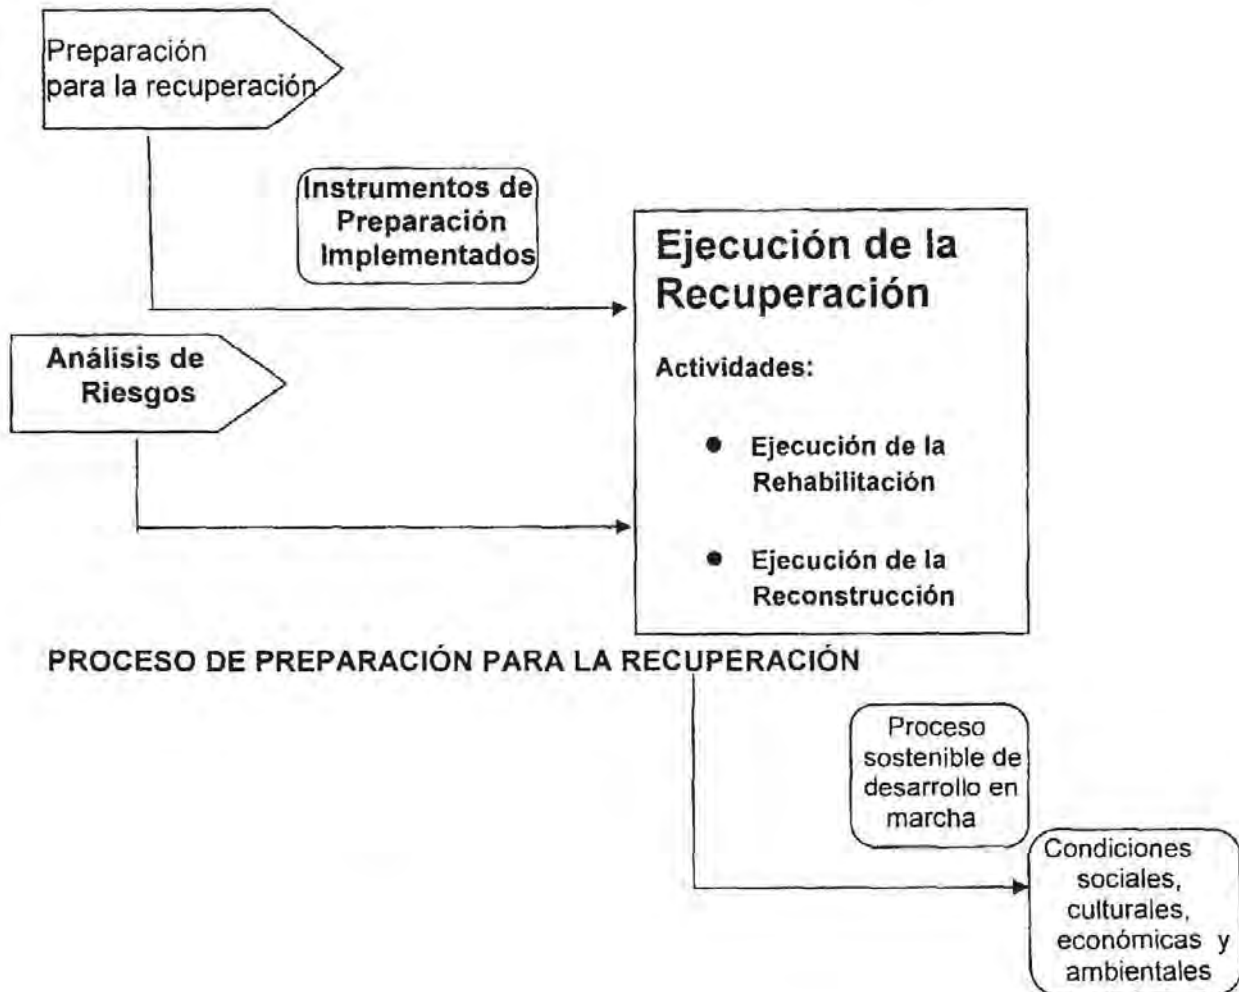 Preparación
para la recuperación
Instrumentos de
Preparación
Implementados
Ejecución de la
Recuperación
Actividades:
● Ejecución de la
Rehabilitación
● Ejecución de la
Reconstrucción
Análisis de
Riesgos
PROCESO DE PREPARACIÓN PARA LA RECUPERACIÓN
Proceso
sostenible de
desarrollo en
marcha
Condiciones
sociales,
culturales,
económicas y
ambientales